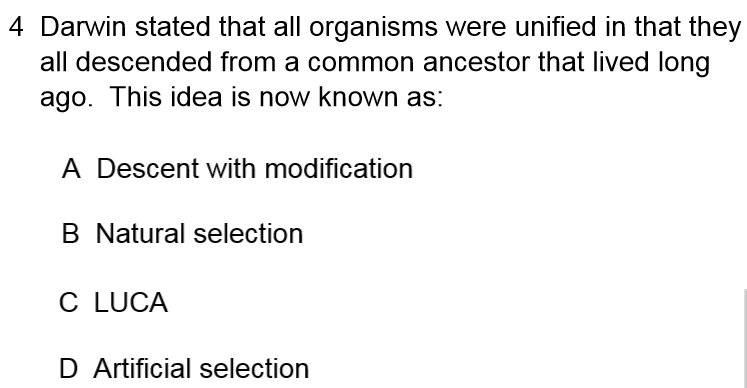 4 Darwin stated that all organisms were unified in that they
all descended from a common ancestor that lived long
ago. This idea is now known as:
A Descent with modification
B Natural selection
C LUCA
D Artificial selection